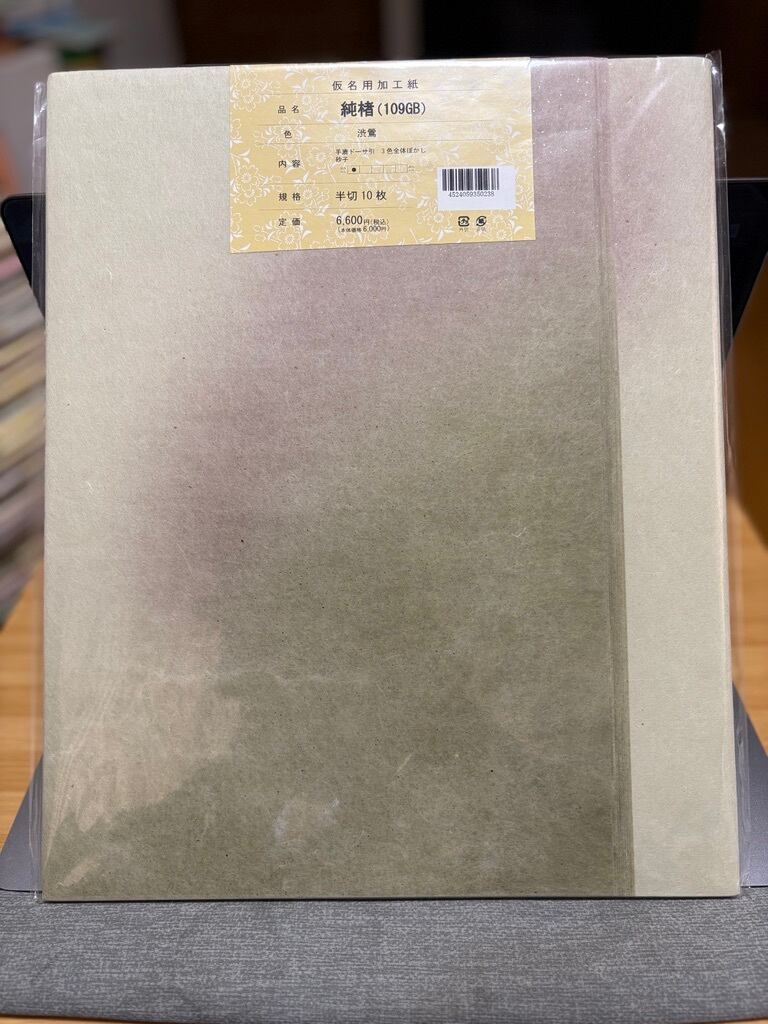 仮名用加工紙
品名 純楮(109GB)
色 渋鶯
内容 手漉ドーサ引 3色全体ぼかし
砂子
規格 半切10枚
定価 6,600円(税込)
(本体価格6,000円)
4524059350238